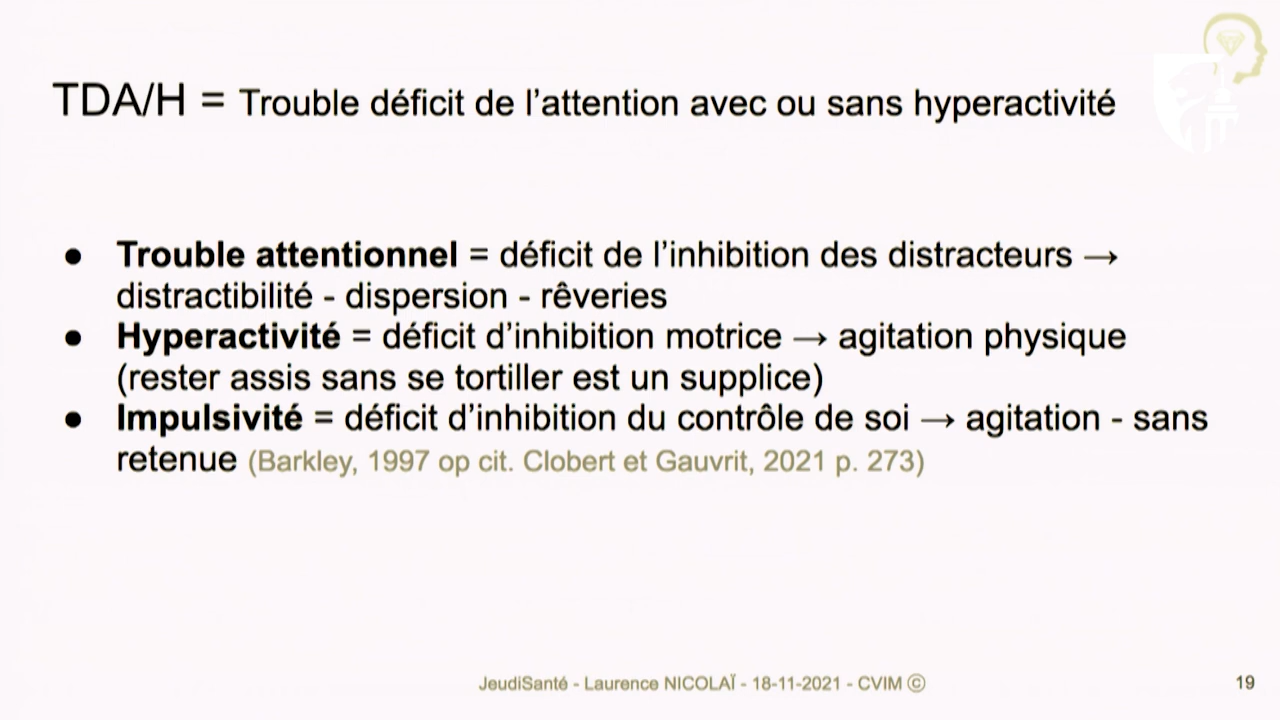 TDA/H = Trouble déficit de l'attention avec ou sans hyperactivité
● Trouble attentionnel = déficit de l'inhibition des distracteurs →
distractibilité - dispersion - rêveries
● Hyperactivité = déficit d'inhibition motrice → agitation physique
(rester assis sans se tortiller est un supplice)
● Impulsivité = déficit d'inhibition du contrôle de soi → agitation - sans
retenue (Barkley, 1997 op cit. Clobert et Gauvrit, 2021 p. 273)
JeudiSanté - Laurence NICOLAÏ - 18-11-2021 - CVIM ©
19